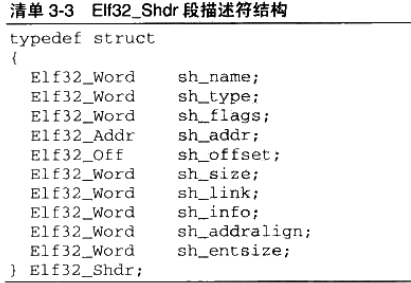 清单 3-3 Elf32_Shdr 段描述符结构
typedef struct
{
Elf32_Word sh_name;
Elf32_Word sh_type;
Elf32_Word sh_flags;
Elf32_Addr sh_addr;
Elf32_Off sh_offset;
Elf32_Word sh_size;
Elf32_Word sh_link;
Elf32_Word sh_info;
Elf32_Word sh_addralign;
Elf32_Word sh_entsize;
} Elf32_Shdr;